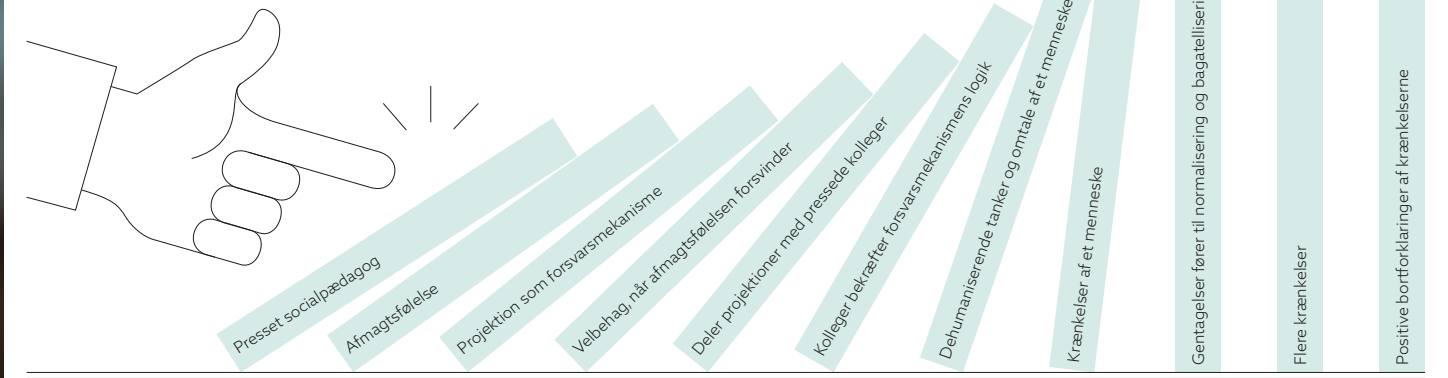 Presset socialpædagog
Afmagtsfølelse
Projektion som forsvarsmekanisme
Velbehag, når afmagtsfølelsen forsvinder
Deler projektioner med pressede kolleger
Kolleger bekræfter forsvarsmekanismens logik
Dehumaniserende tanker og omtale af et menneske
Krænkelser af et menneske
Gentagelser fører til normalisering og
Flere krænkelser
Positive bortforklaringer af krænkelserne